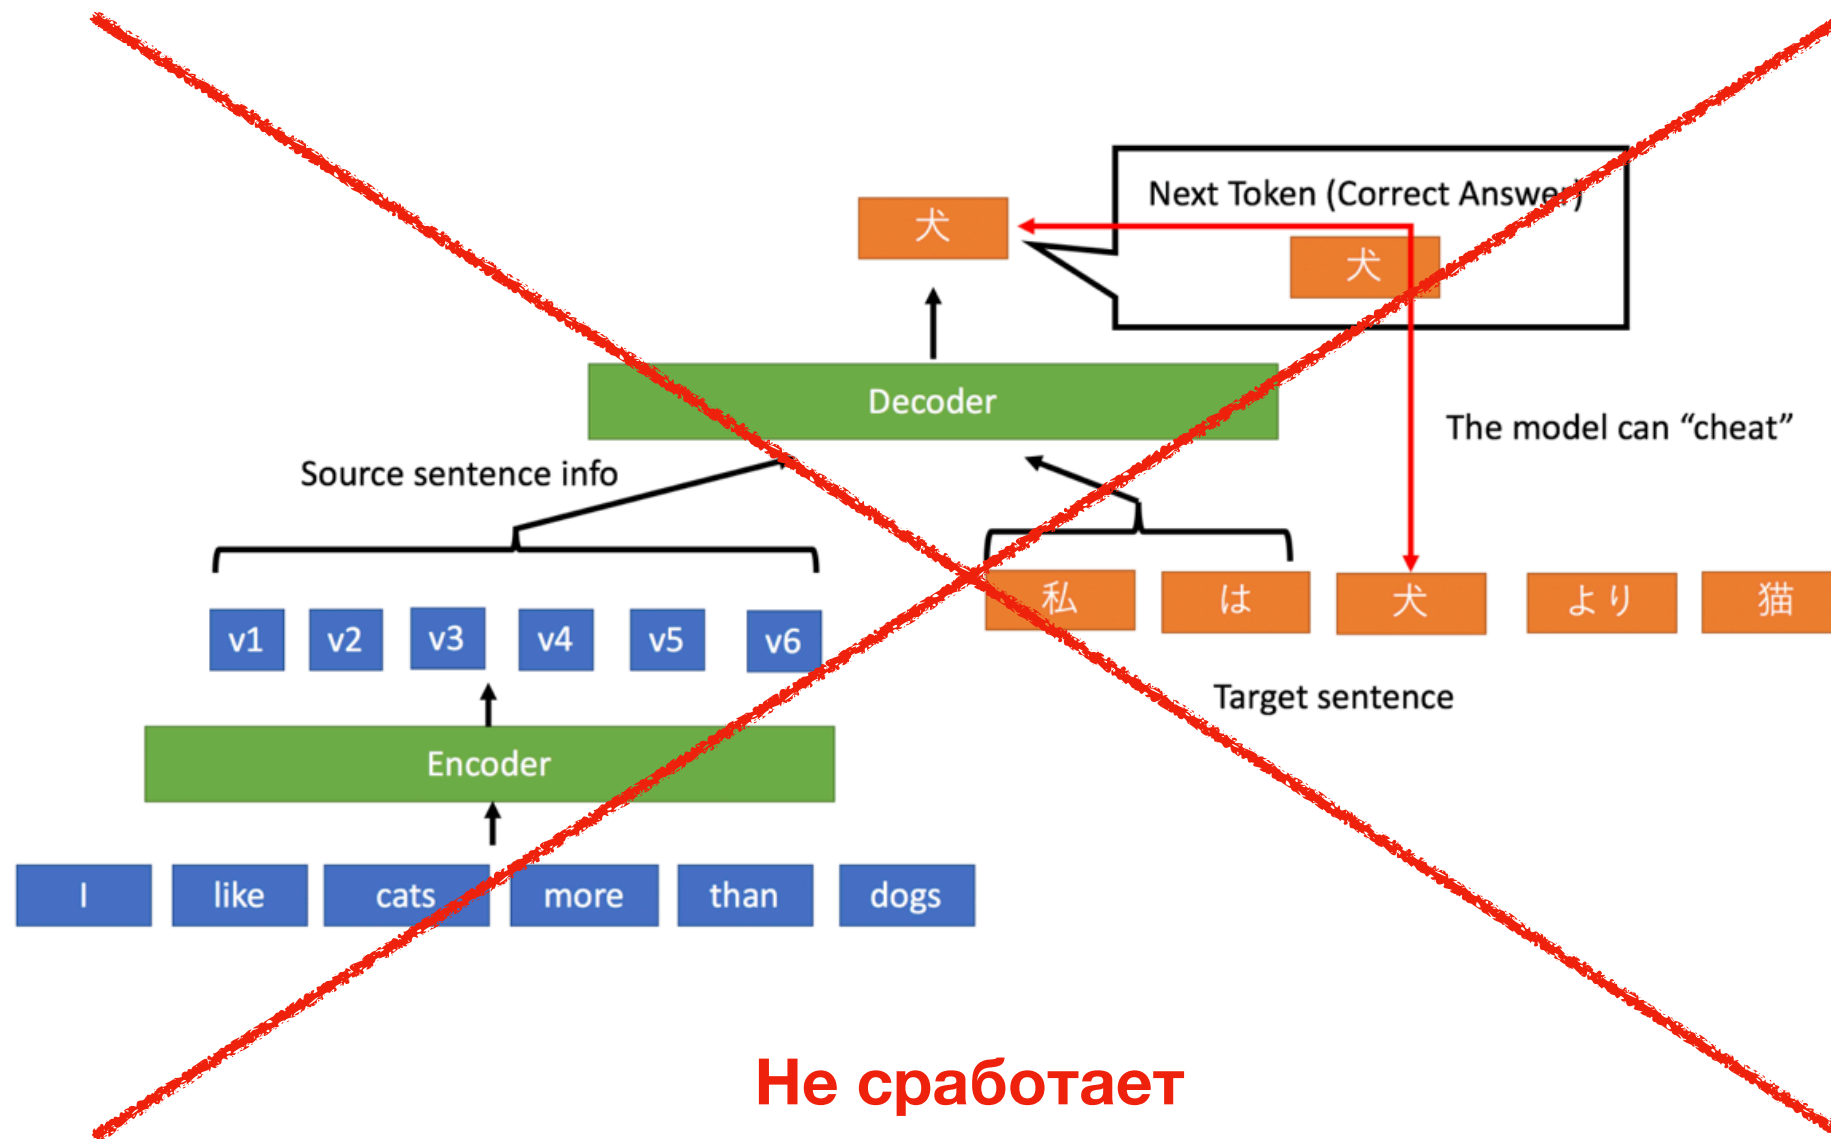 Next Token (Correct Answer)
犬
犬
Decoder
The model can “cheat”
Source sentence info
私 は 犬 より 猫
v1 v2 v3 v4 v5 v6
Target sentence
Encoder
I like cats more than dogs
Не сработает